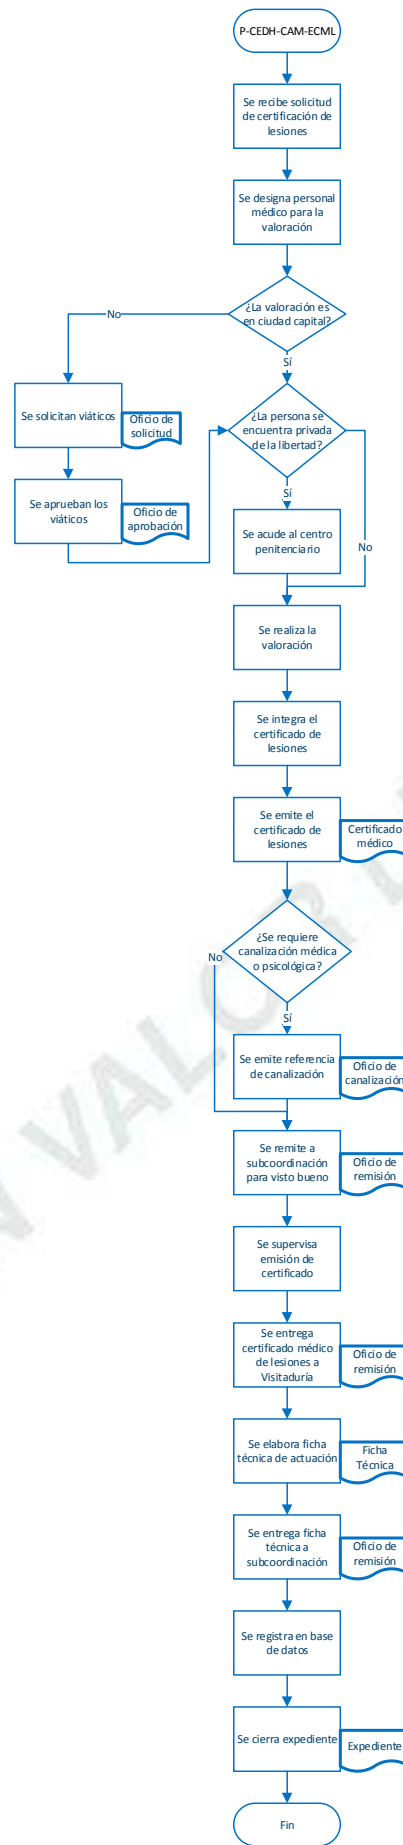 P-CEDH-CAM-ECML
Se recibe solicitud
de certificación de
lesiones
Se designa personal
médico para la
valoración
¿La valoración es
en ciudad capital?
No
Sí
Se solicitan viáticos
Oficio de
solicitud
¿La persona se
encuentra privada
de la libertad?
Se aprueban los
viáticos
Oficio de
aprobación
Sí
No
Se acude al centro
penitenciario
Se realiza la
valoración
Se integra el
certificado de
lesiones
Se emite el
certificado de
lesiones
Certificado
médico
¿Se requiere
canalización médica
o psicológica?
No
Sí
Se emite referencia
de canalización
Oficio de
canalización
Se remite a
subcoordinación
para visto bueno
Oficio de
remisión
Se supervisa
emisión de
certificado
Se entrega
certificado médico
de lesiones a
Visitaduría
Oficio de
remisión
Se elabora ficha
técnica de actuación
Ficha
Técnica
Se entrega ficha
técnica a
subcoordinación
Oficio de
remisión
Se registra en base
de datos
Se cierra expediente
Expediente
Fin
VALOR